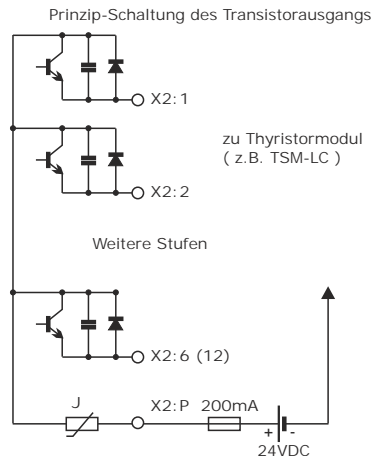 Prinzip-Schaltung des Transistorausgangs
X2:1
zu Thyristormodul
( z.B. TSM-LC )
X2:2
Weitere Stufen
X2:6 (12)
J
X2:P 200mA
+ -
24VDC